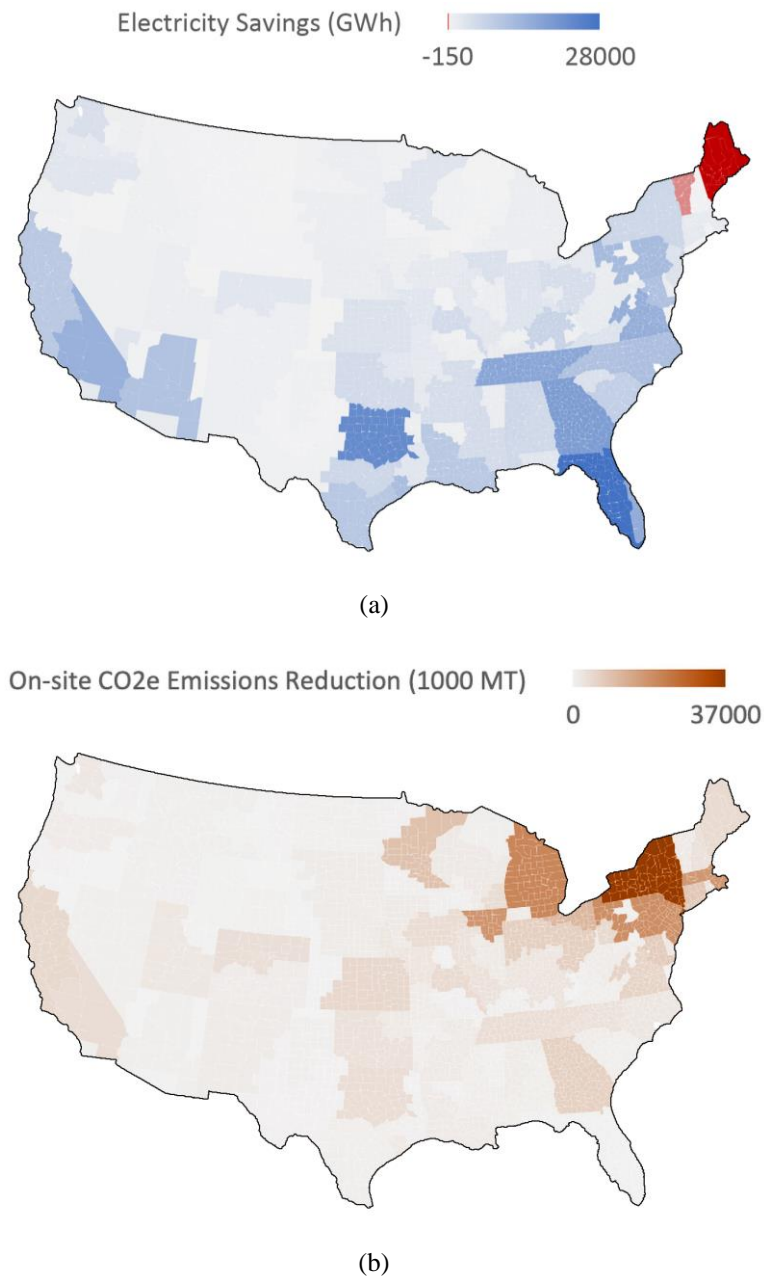 Electricity Savings (GWh)
-150 28000
(a)
On-site CO2e Emissions Reduction (1000 MT)
0 37000
(b)